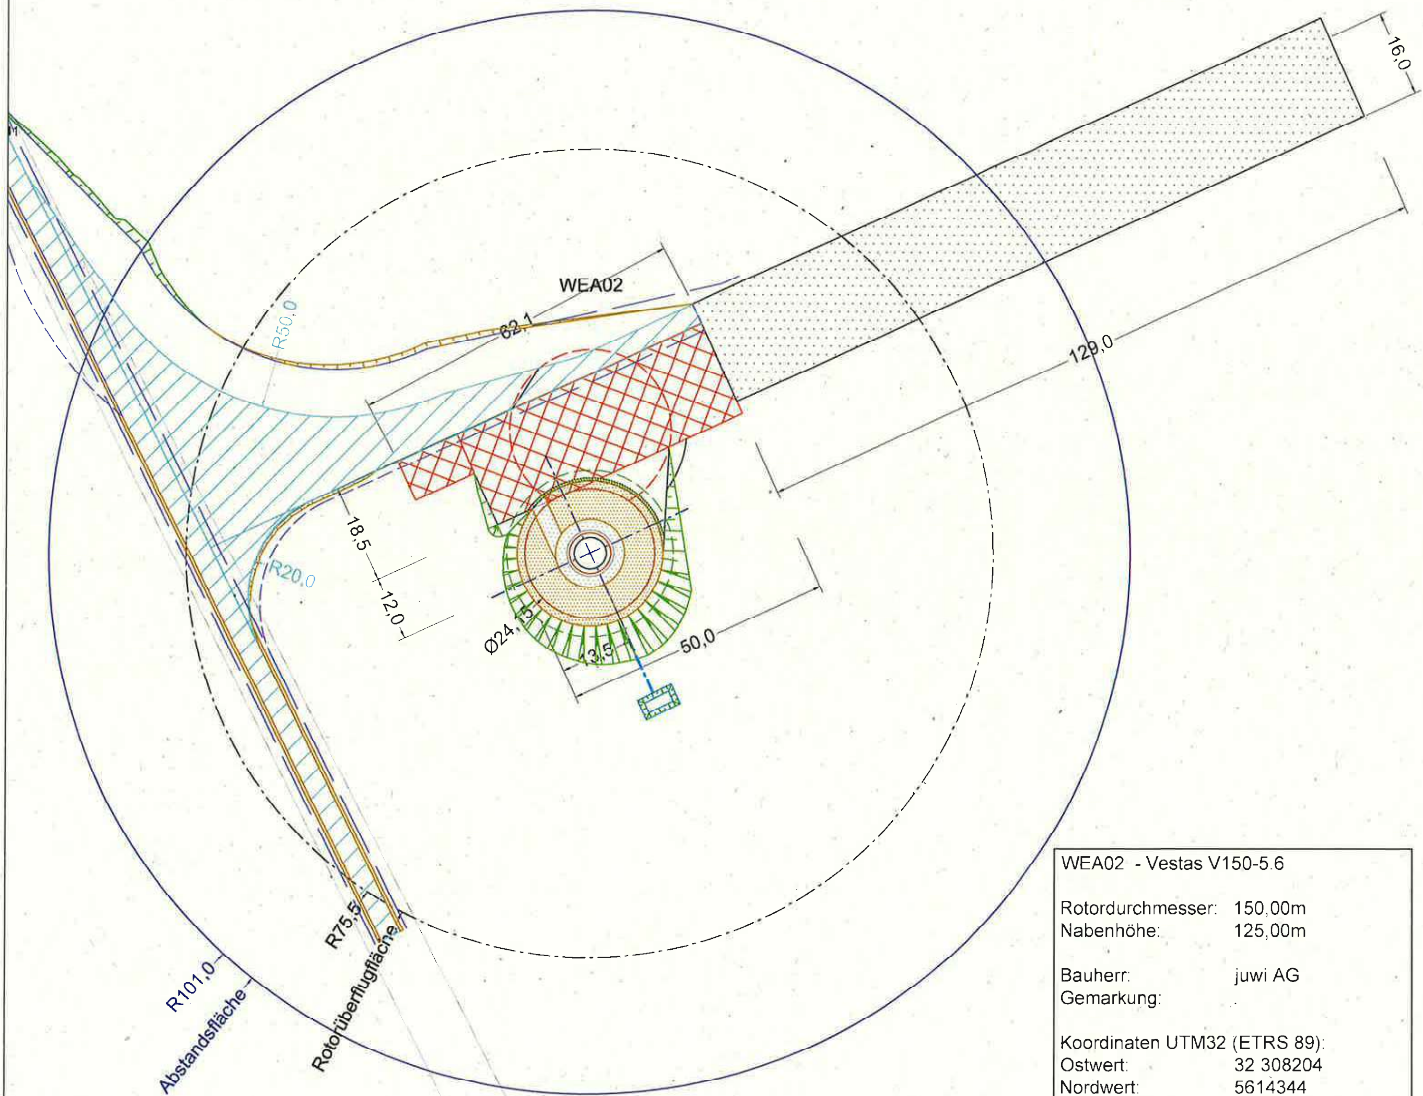 16,0
WEA02
R50,0
62,1
129,0
18,5
R20,0
12,0
Ø24,15
13,5
50,0
R75,5
Rotorüberflugfläche
R101,0
Abstandsfläche
WEA02 - Vestas V150-5.6
Rotordurchmesser: 150,00m
Nabenhöhe: 125,00m
Bauherr: juwi AG
Gemarkung:
Koordinaten UTM32 (ETRS 89):
Ostwert: 32 308204
Nordwert: 5614344